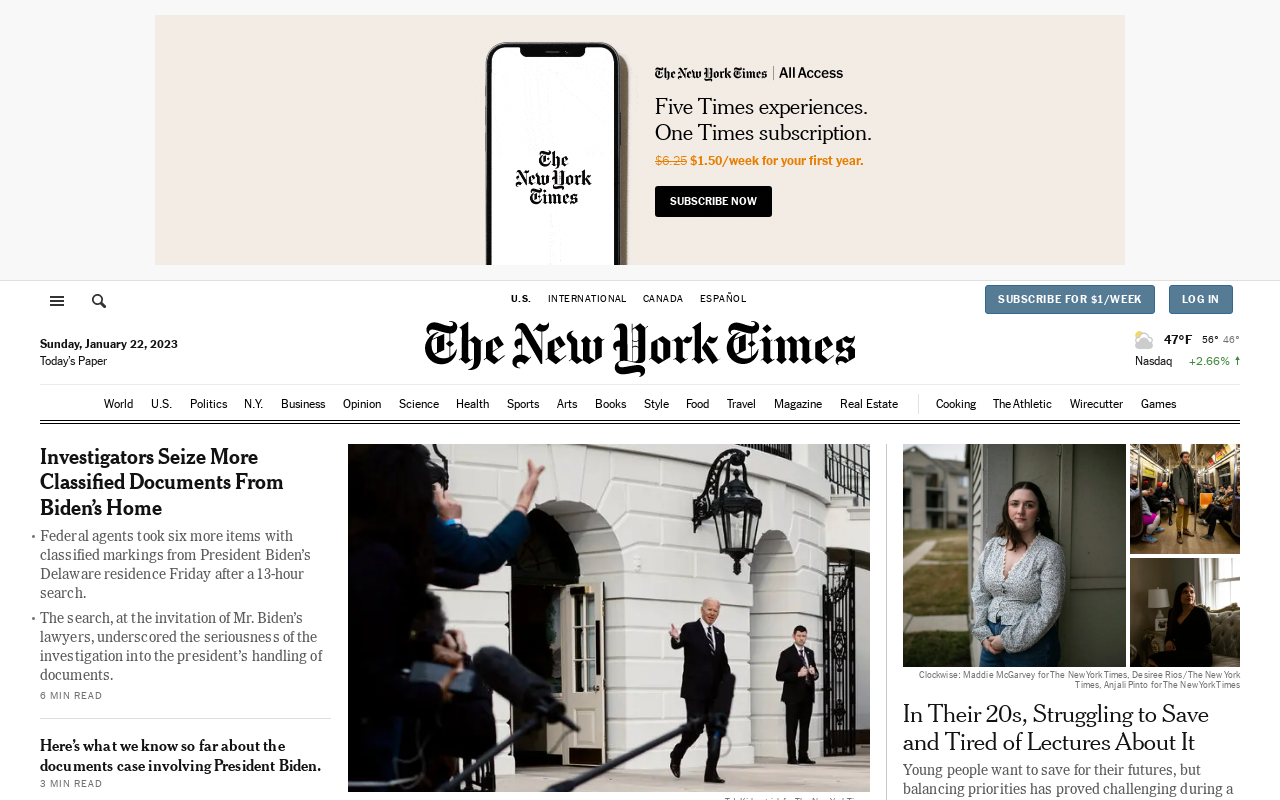 The New York Times | All Access
Five Times experiences.
One Times subscription.
$6.25 $1.50/week for your first year.
SUBSCRIBE NOW
The
New York
Times
U.S. INTERNATIONAL CANADA ESPAÑOL
SUBSCRIBE FOR $1/WEEK LOG IN
The New York Times
Sunday, January 22, 2023
Today's Paper
47°F 56° 46°
Nasdaq +2.66% ↑
World U.S. Politics N.Y. Business Opinion Science Health Sports Arts Books Style Food Travel Magazine Real Estate Cooking The Athletic Wirecutter Games
Investigators Seize More
Classified Documents From
Biden's Home
• Federal agents took six more items with
classified markings from President Biden's
Delaware residence Friday after a 13-hour
search.
• The search, at the invitation of Mr. Biden's
lawyers, underscored the seriousness of the
investigation into the president's handling of
documents.
6 MIN READ
Here's what we know so far about the
documents case involving President Biden.
3 MIN READ
Clockwise: Maddie McGarvey for The New York Times, Desiree Rios/The New York
Times, Anjali Pinto for The New York Times
In Their 20s, Struggling to Save
and Tired of Lectures About It
Young people want to save for their futures, but
balancing priorities has proved challenging during a